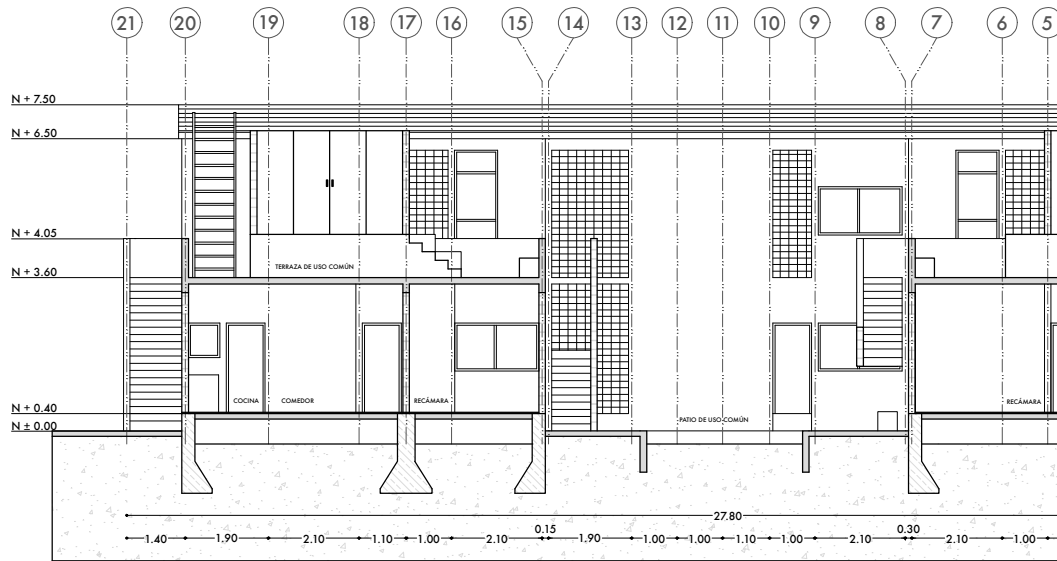 21 20 19 18 17 16 15 14 13 12 11 10 9 8 7 6 5
N + 7.50
N + 6.50
N + 4.05
TERRAZA DE USO COMÚN
N + 3.60
COCINA COMEDOR RECÁMARA RECÁMARA
N + 0.40
PATIO DE USO COMÚN
N ± 0.00
27.80
0.15 0.30
1.40 1.90 2.10 1.10 1.00 2.10 1.90 1.00 1.00 1.10 1.00 2.10 2.10 1.00